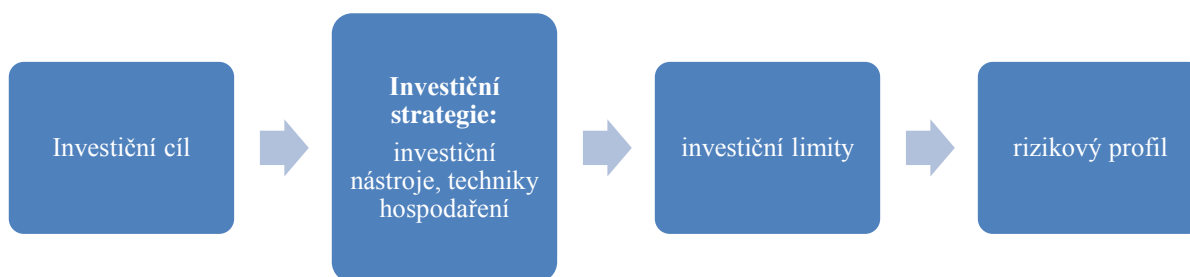 Investiční cíl
Investiční
strategie:
investiční
nástroje, techniky
hospodaření
investiční limity
rizikový profil